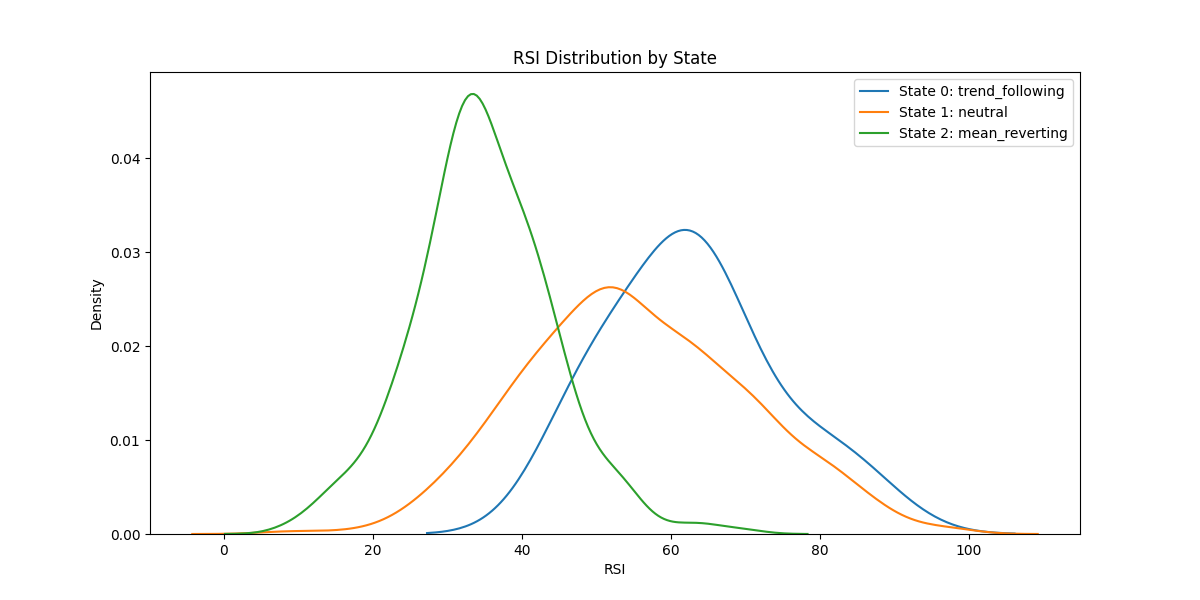 RSI Distribution by State
State 0: trend_following
State 1: neutral
State 2: mean_reverting
Density
0.04
0.03
0.02
0.01
0.00
0 20 40 60 80 100
RSI